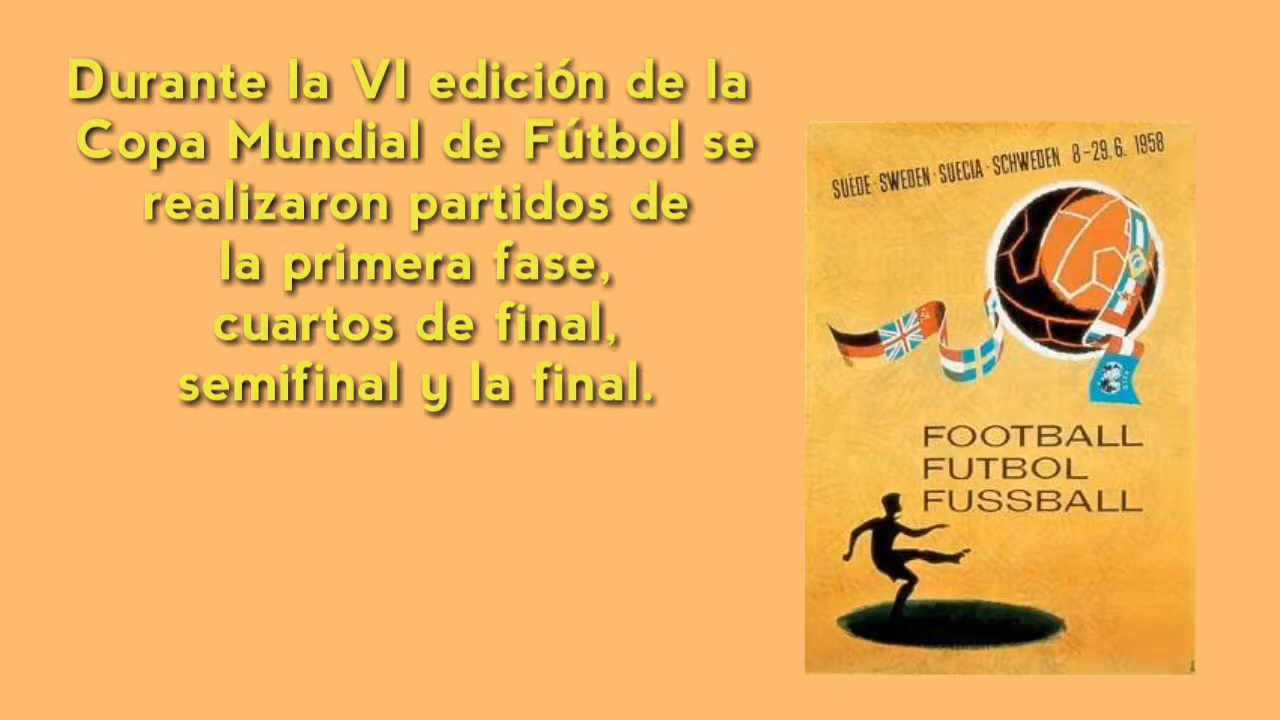 Durante la VI edición de la
Copa Mundial de Fútbol se
realizaron partidos de
la primera fase,
cuartos de final,
semifinal y la final.
SUÈDE · SWEDEN · SUECIA · SCHWEDEN 8–29. 6. 1958
FOOTBALL
FUTBOL
FUSSBALL